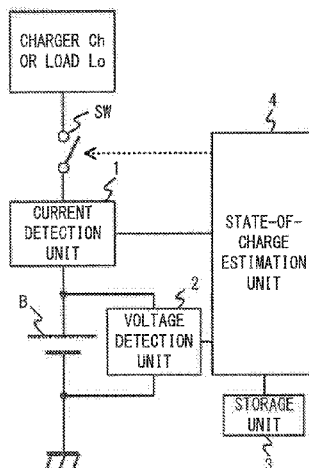 CHARGER Ch
OR LOAD Lo
SW
4
1
CURRENT
DETECTION
UNIT
STATE-OF-
CHARGE
ESTIMATION
UNIT
B
2
VOLTAGE
DETECTION
UNIT
STORAGE
UNIT
3